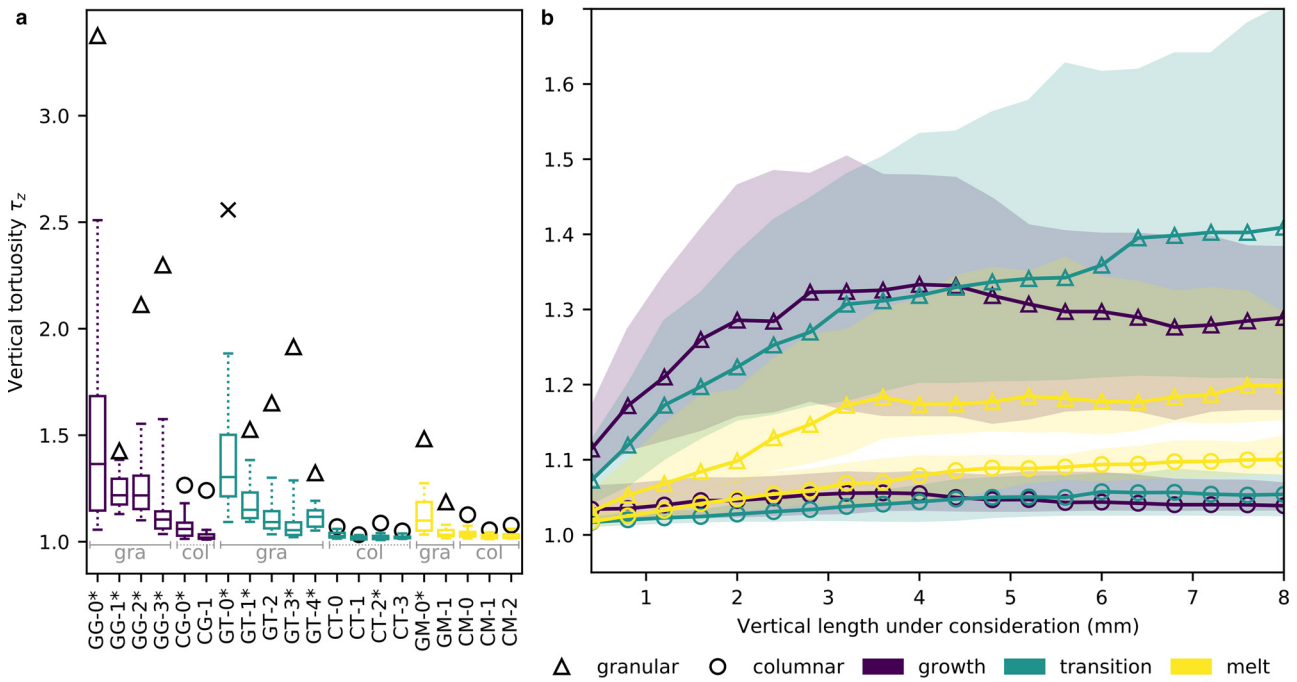 a
Vertical tortuosity τz
3.0
2.5
2.0
1.5
1.0
gra
col
gra
col
gra
col
GG-0*
GG-1*
GG-2*
GG-3*
CG-0*
CG-1
GT-0*
GT-1*
GT-2
GT-3*
GT-4*
CT-0
CT-1
CT-2*
CT-3
GM-0*
GM-1
CM-0
CM-1
CM-2
b
1.6
1.5
1.4
1.3
1.2
1.1
1.0
1 2 3 4 5 6 7 8
Vertical length under consideration (mm)
granular columnar growth transition melt